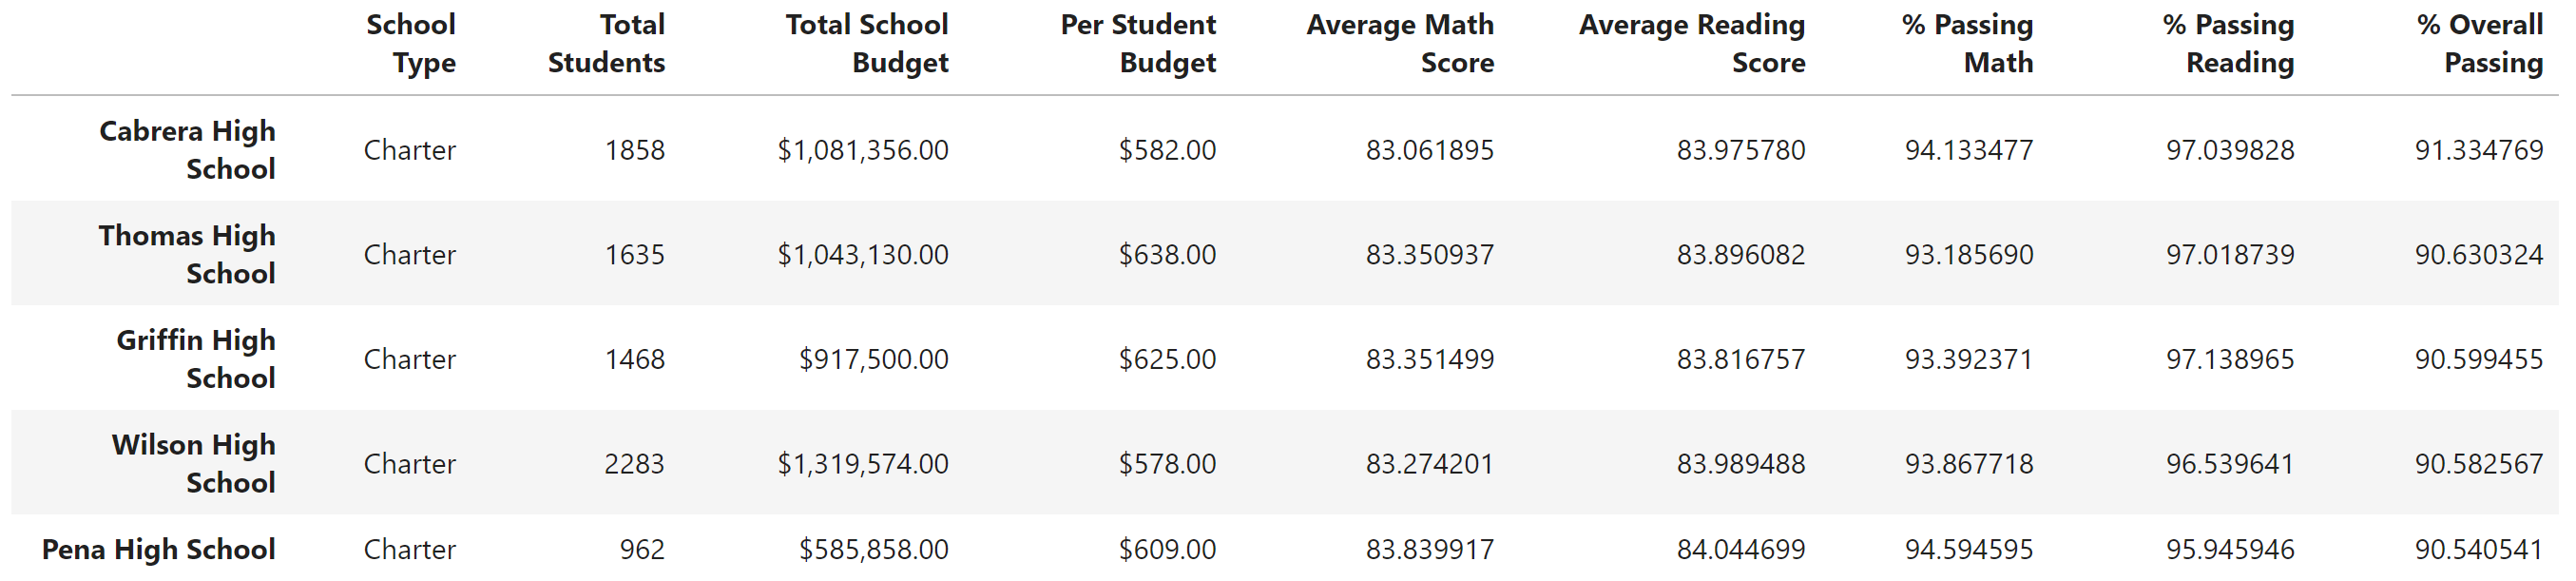 School Type Total Students Total School Budget Per Student Budget Average Math Score Average Reading Score % Passing Math % Passing Reading % Overall Passing
Cabrera High School Charter 1858 $1,081,356.00 $582.00 83.061895 83.975780 94.133477 97.039828 91.334769
Thomas High School Charter 1635 $1,043,130.00 $638.00 83.350937 83.896082 93.185690 97.018739 90.630324
Griffin High School Charter 1468 $917,500.00 $625.00 83.351499 83.816757 93.392371 97.138965 90.599455
Wilson High School Charter 2283 $1,319,574.00 $578.00 83.274201 83.989488 93.867718 96.539641 90.582567
Pena High School Charter 962 $585,858.00 $609.00 83.839917 84.044699 94.594595 95.945946 90.540541